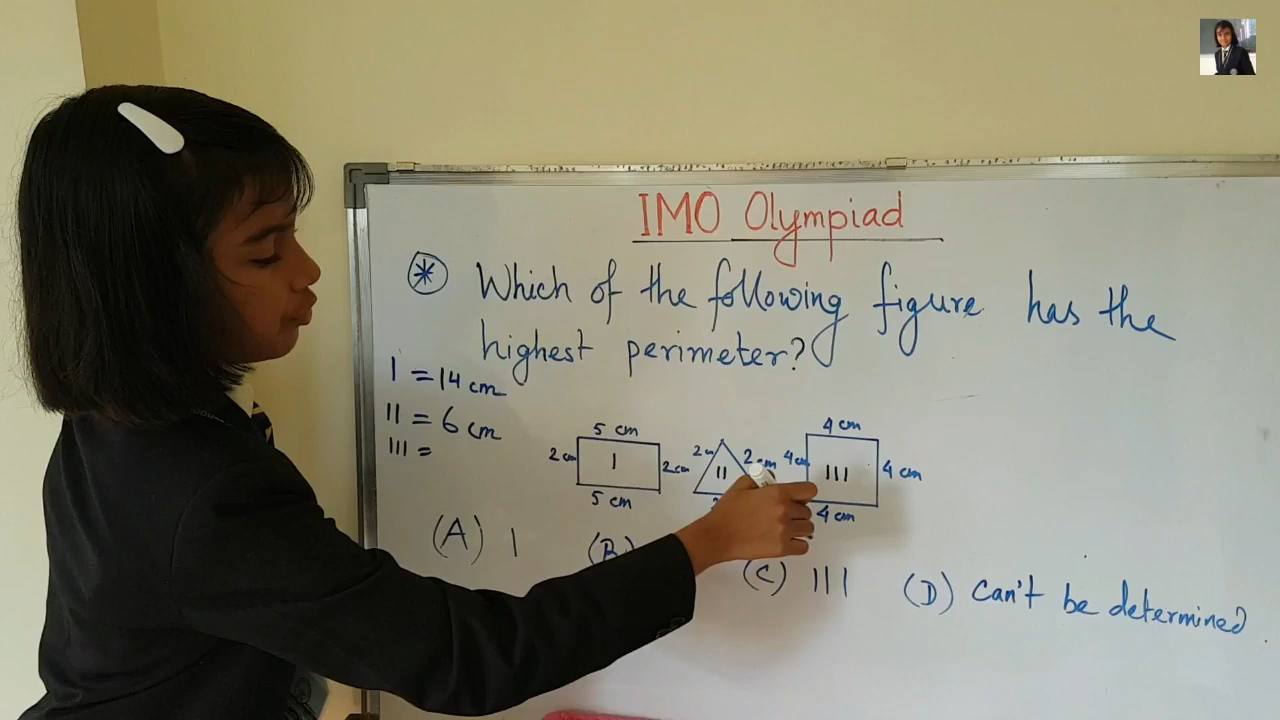 IMO Olympiad
* Which of the following figure has the
highest perimeter?
I = 14 cm
II = 6 cm
III =
5 cm
2 cm
I
2 cm
5 cm
2 cm
II
4 cm
4 cm
III
4 cm
4 cm
(A) I
(B)
(C) III
(D) Can't be determined